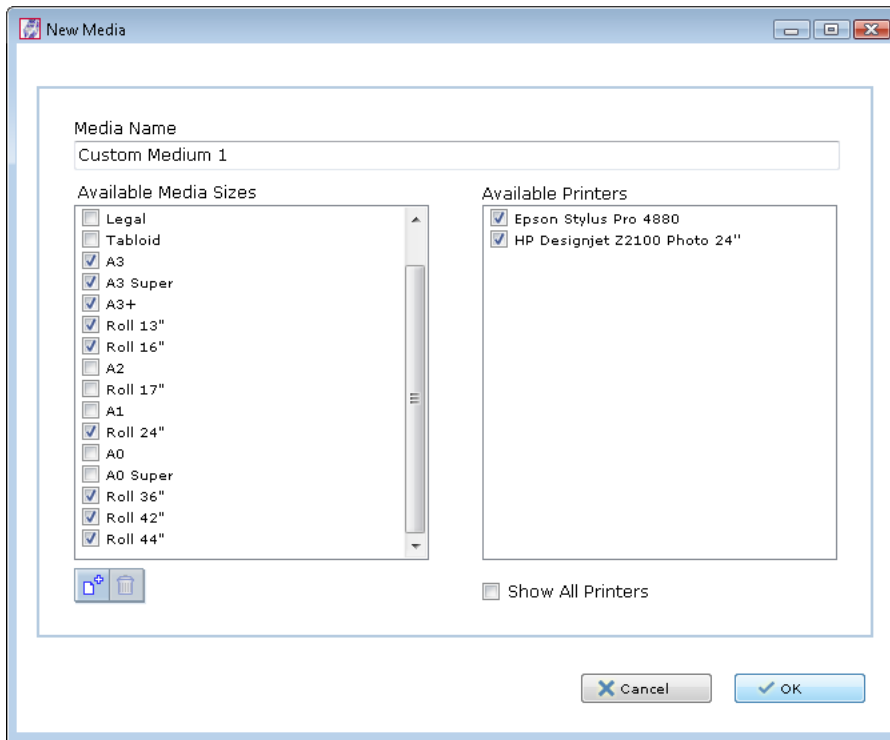 New Media
Media Name
Custom Medium 1
Available Media Sizes
Legal
Tabloid
A3
A3 Super
A3+
Roll 13"
Roll 16"
A2
Roll 17"
A1
Roll 24"
A0
A0 Super
Roll 36"
Roll 42"
Roll 44"
Available Printers
Epson Stylus Pro 4880
HP Designjet Z2100 Photo 24"
Show All Printers
Cancel
OK